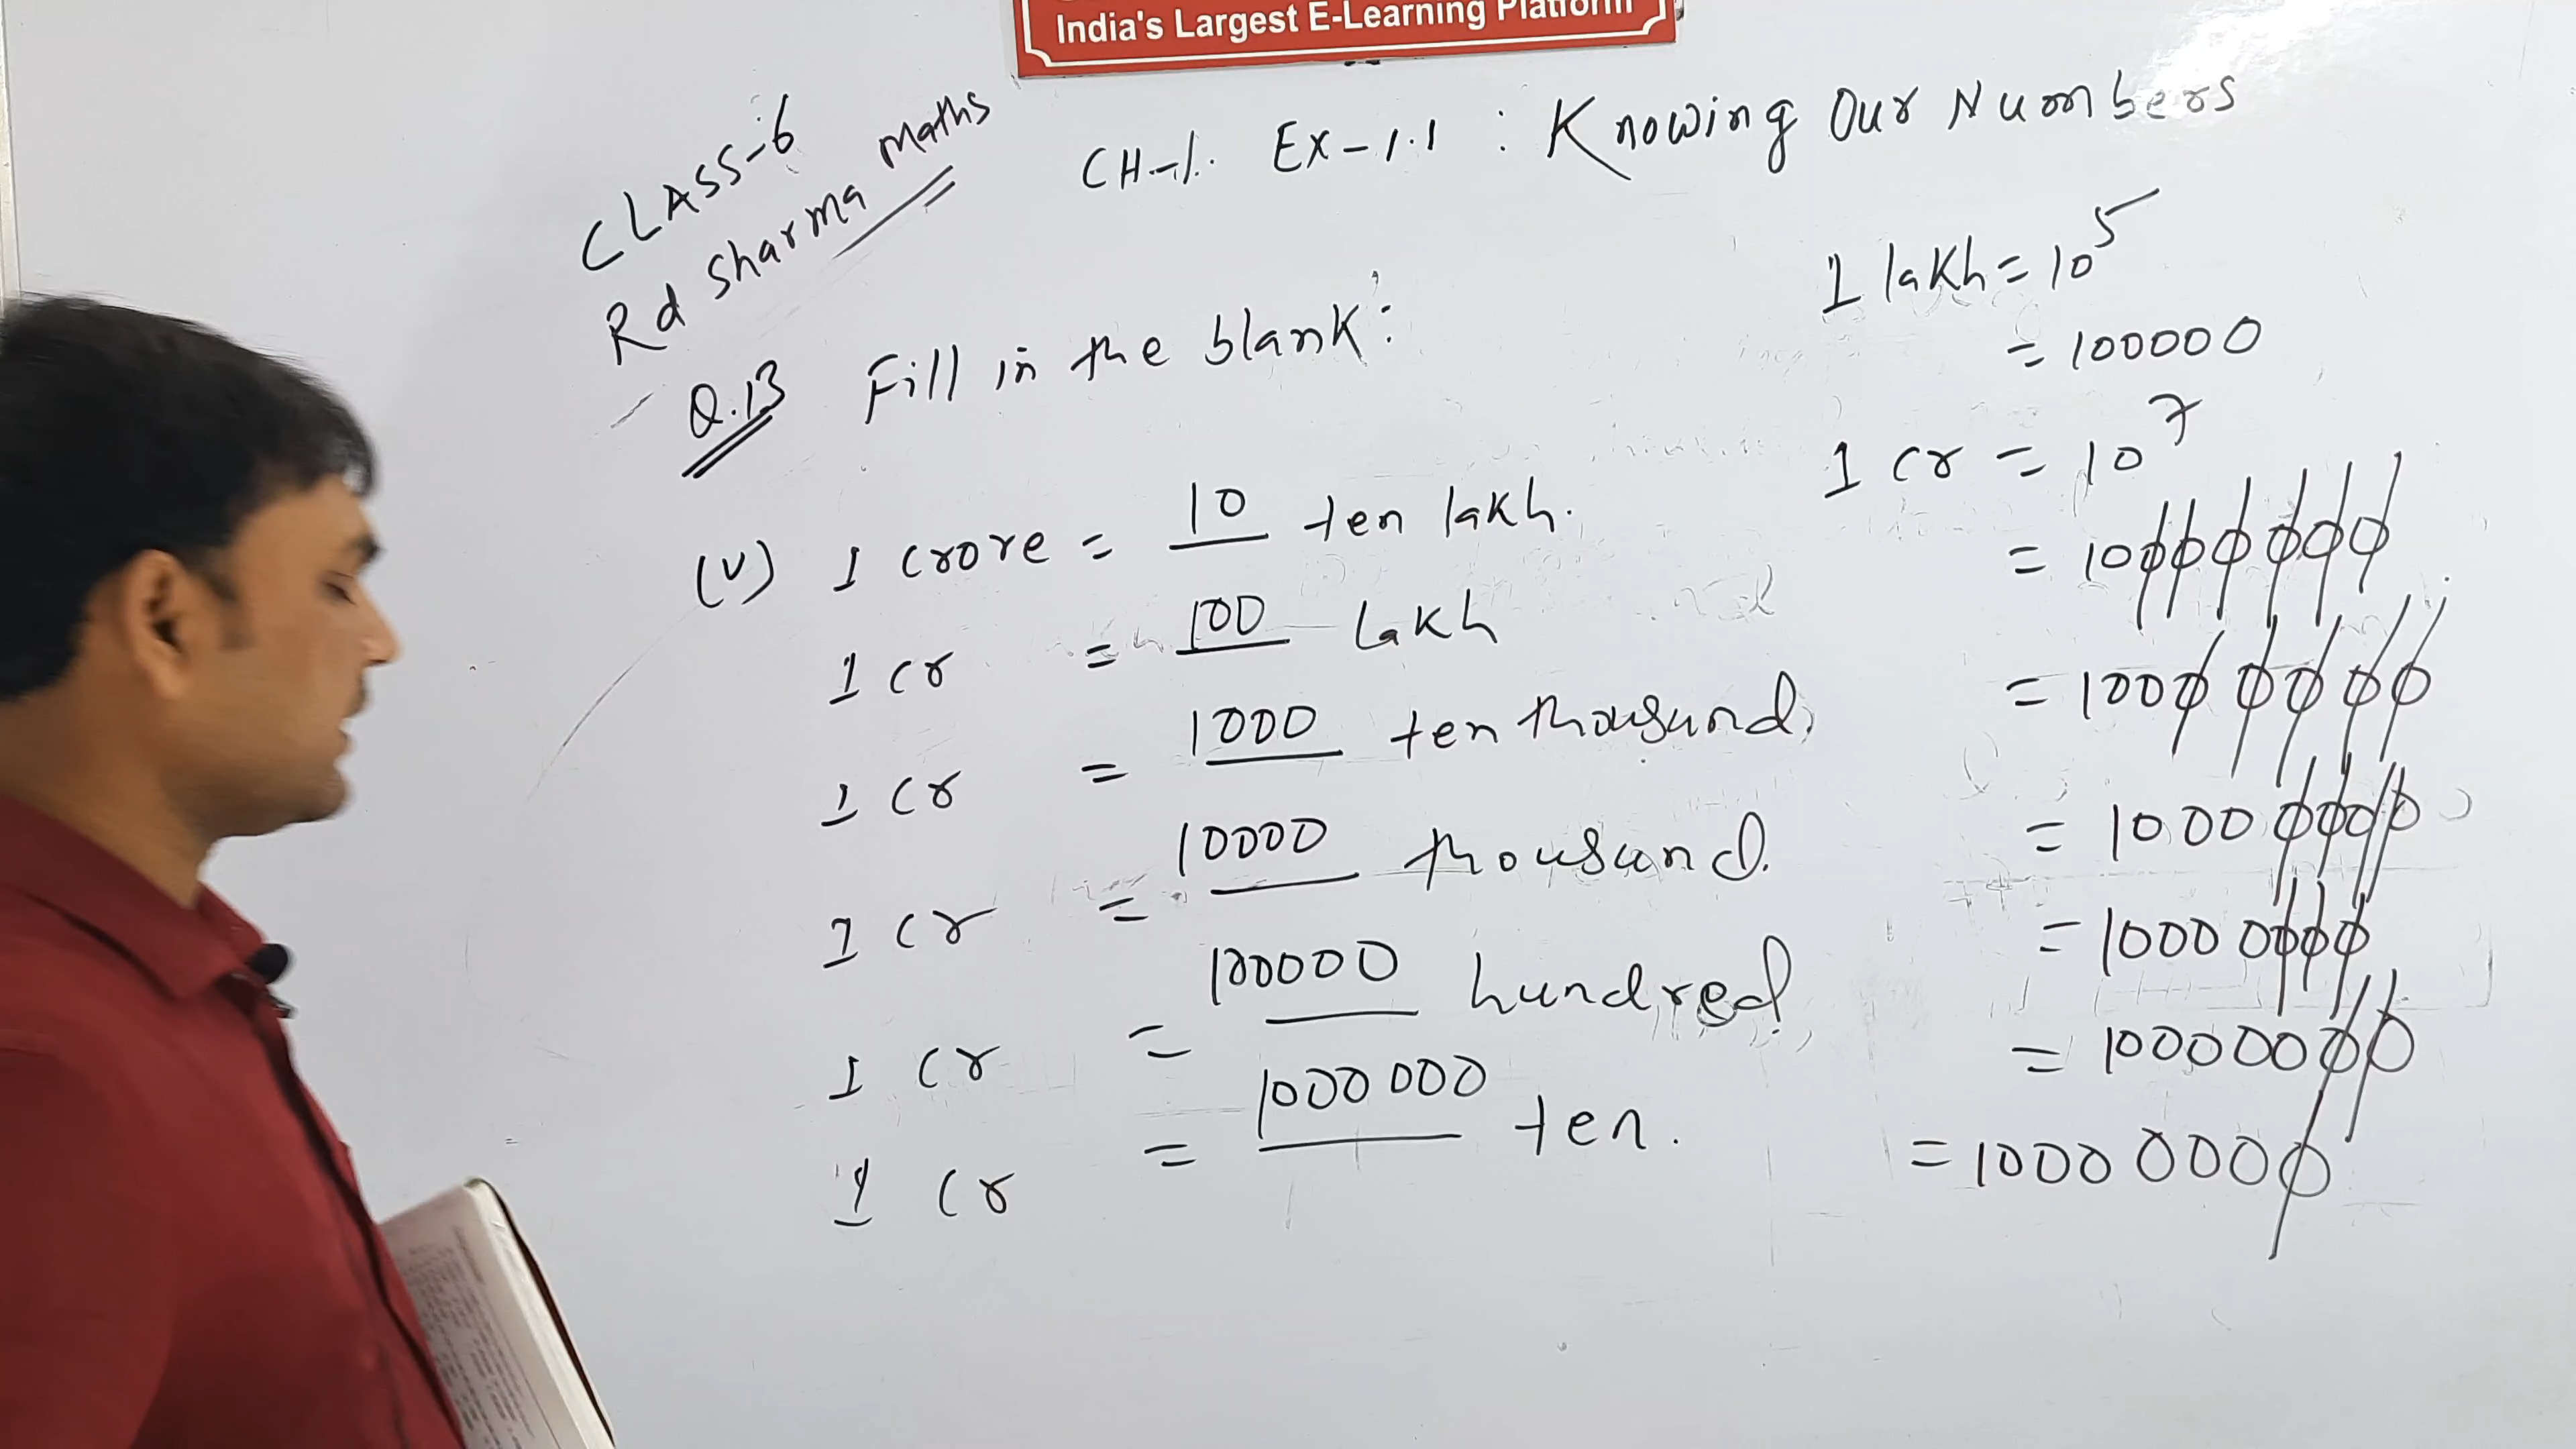 India's Largest E-Learning Platform
CLASS-6
Rd Sharma maths
CH-1. Ex-1.1 : Knowing Our Numbers
Q.13 Fill in the blank:
(V) 1 crore = 10 ten lakh.
1 cr = 100 lakh
1 cr = 1000 ten thousand.
1 cr = 10000 thousand.
1 cr = 100000 hundred
1 cr = 1000 000 ten.
1 lakh = 10^5
= 100000
1 cr = 10^7
= 10000000
= 10000000
= 10000000
= 10000000
= 10000000
= 10000000